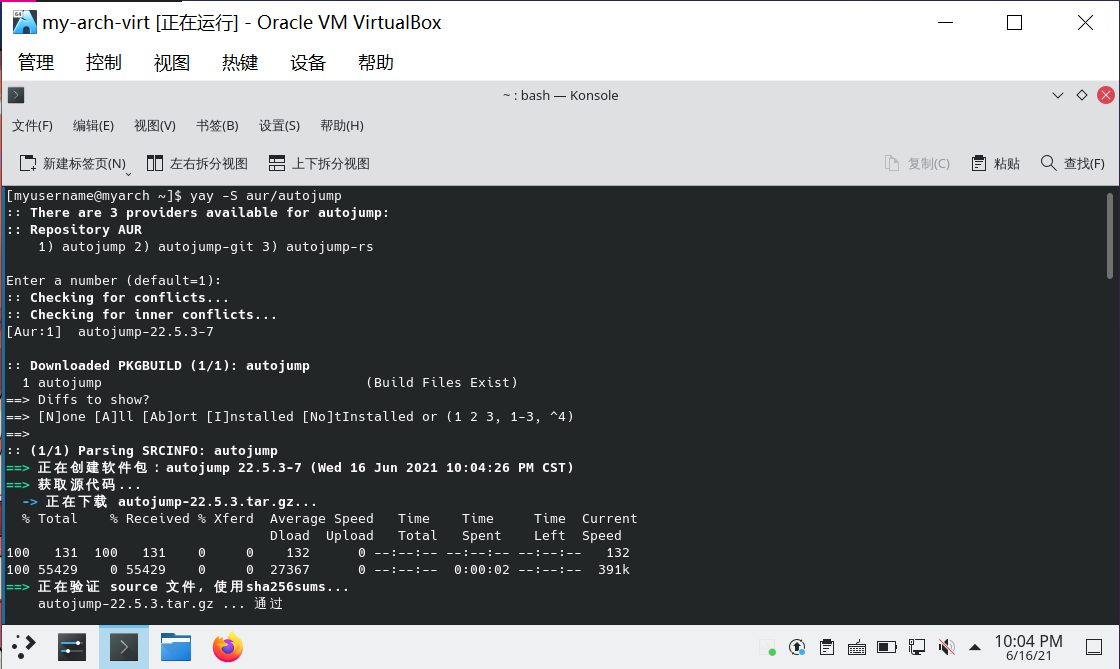 my-arch-virt [正在运行] - Oracle VM VirtualBox
管理 控制 视图 热键 设备 帮助
~ : bash — Konsole
文件(F) 编辑(E) 视图(V) 书签(B) 设置(S) 帮助(H)
新建标签页(N) 左右拆分视图 上下拆分视图 复制(C) 粘贴 查找(F)
[myusername@myarch ~]$ yay -S aur/autojump
:: There are 3 providers available for autojump:
:: Repository AUR
1) autojump 2) autojump-git 3) autojump-rs
Enter a number (default=1):
:: Checking for conflicts...
:: Checking for inner conflicts...
[Aur:1]  autojump-22.5.3-7
:: Downloaded PKGBUILD (1/1): autojump
1 autojump                                 (Build Files Exist)
==> Diffs to show?
==> [N]one [A]ll [Ab]ort [I]nstalled [No]tInstalled or (1 2 3, 1-3, ^4)
==>
:: (1/1) Parsing SRCINFO: autojump
==> 正在创建软件包：autojump 22.5.3-7 (Wed 16 Jun 2021 10:04:26 PM CST)
==> 获取源代码...
-> 正在下载 autojump-22.5.3.tar.gz...
% Total    % Received % Xferd  Average Speed   Time    Time     Time  Current
Dload  Upload   Total   Spent    Left  Speed
100   131  100   131    0     0    132      0 --:--:-- --:--:-- --:--:--   132
100 55429    0 55429    0     0  27367      0 --:--:--  0:00:02 --:--:--  391k
==> 正在验证 source 文件, 使用sha256sums...
autojump-22.5.3.tar.gz ... 通过
10:04 PM
6/16/21